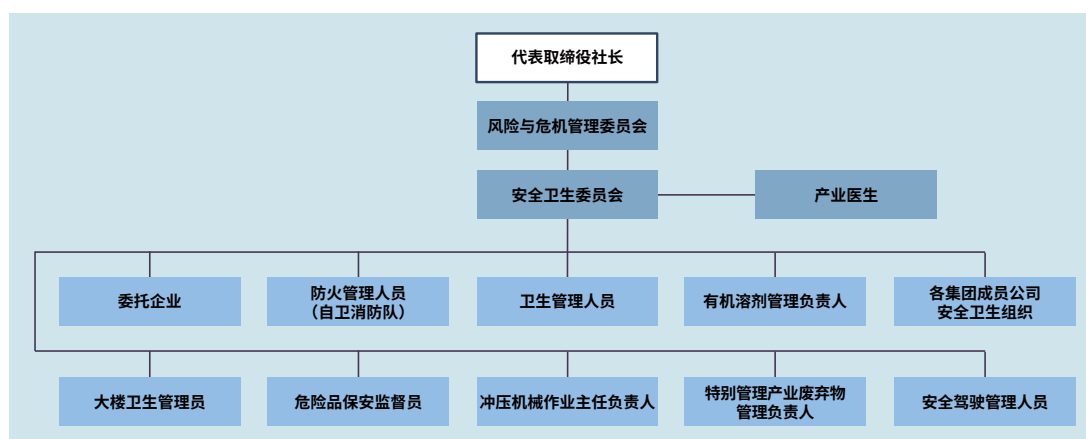 代表取缔役社长
风险与危机管理委员会
安全卫生委员会
产业医生
委托企业
防火管理人员
（自卫消防队）
卫生管理人员
有机溶剂管理负责人
各集团成员公司
安全卫生组织
大楼卫生管理员
危险品保安监督员
冲压机械作业主任负责人
特别管理产业废弃物
管理负责人
安全驾驶管理人员